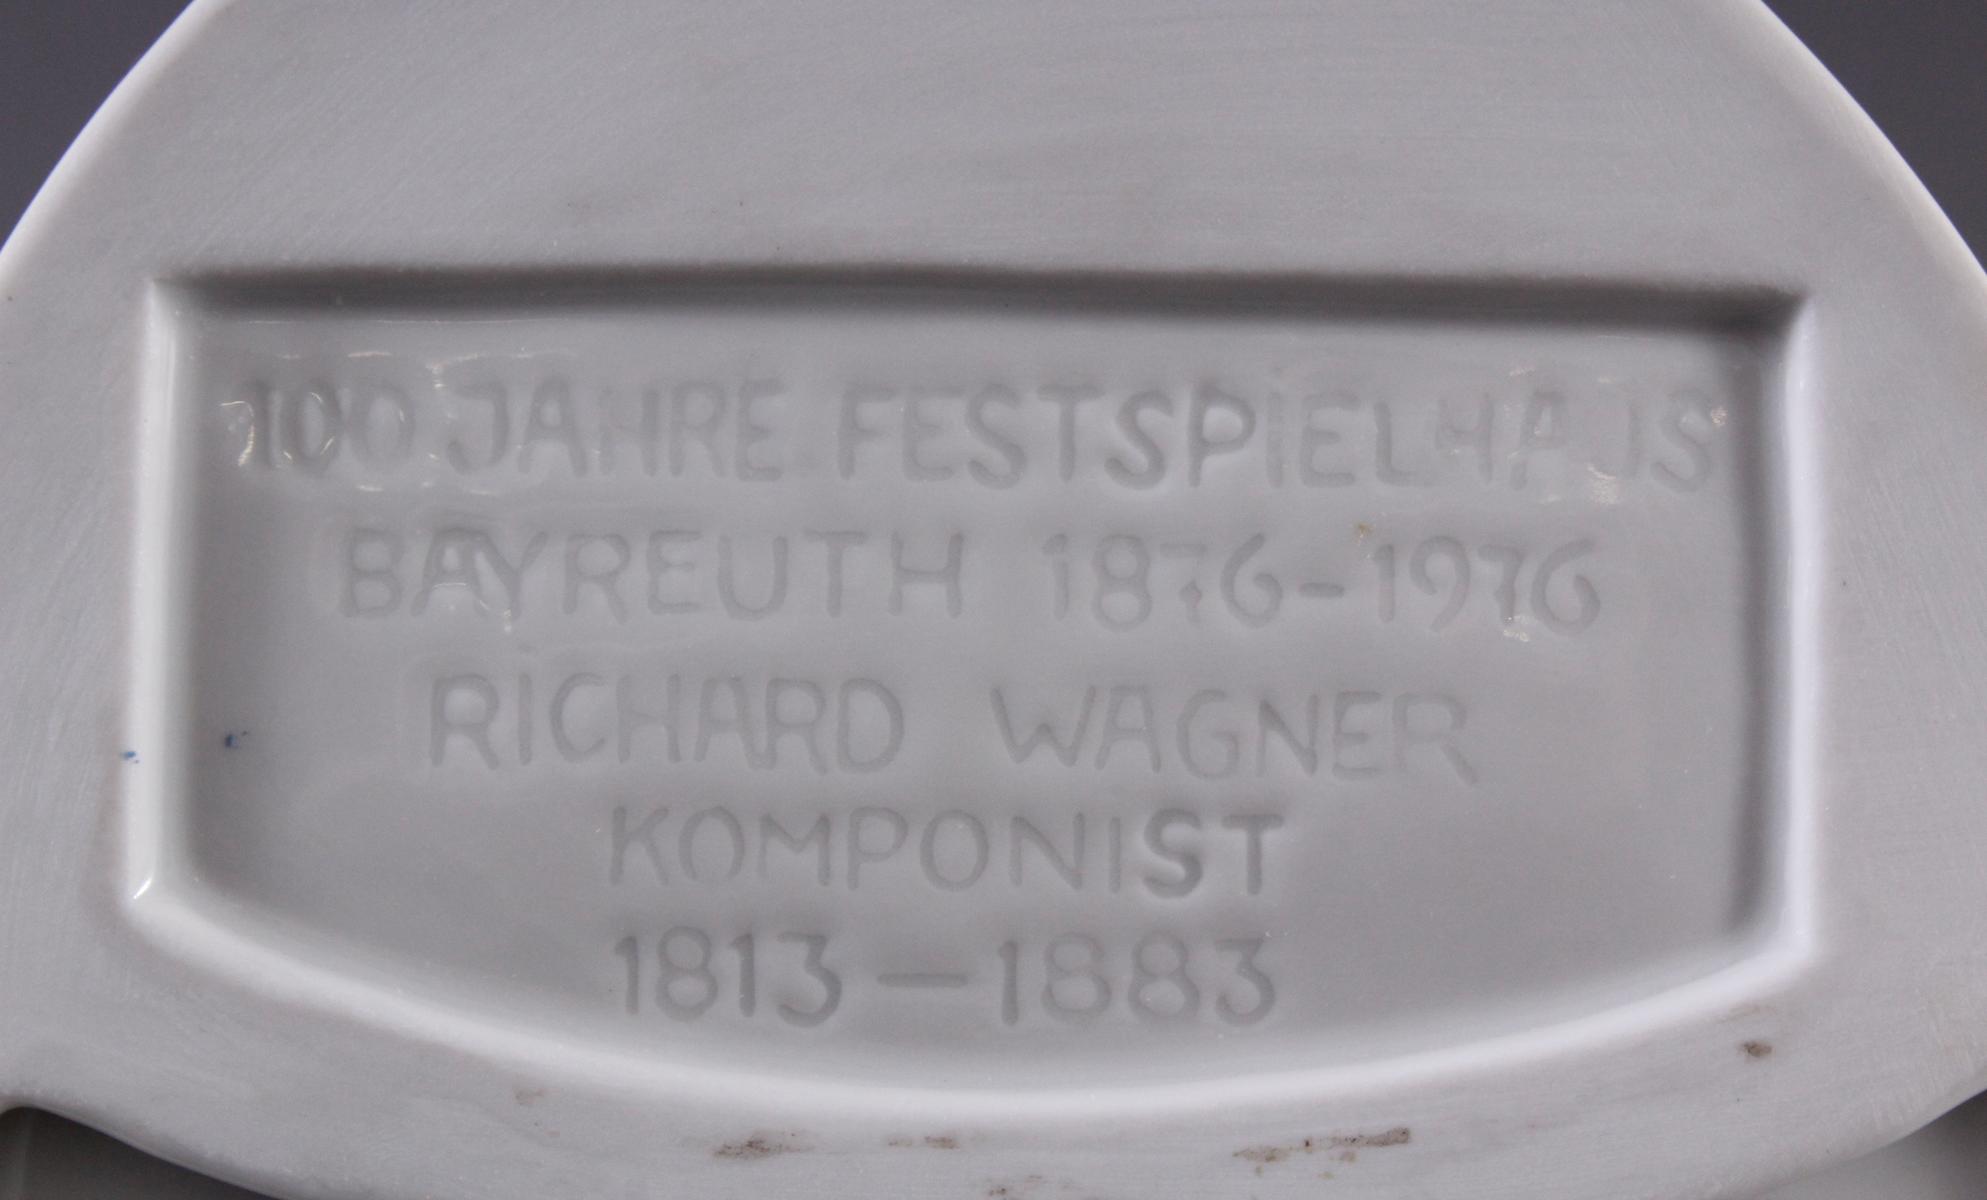 100 JAHRE FESTSPIELHAUS
BAYREUTH 1876-1976
RICHARD WAGNER
KOMPONIST
1813 — 1883